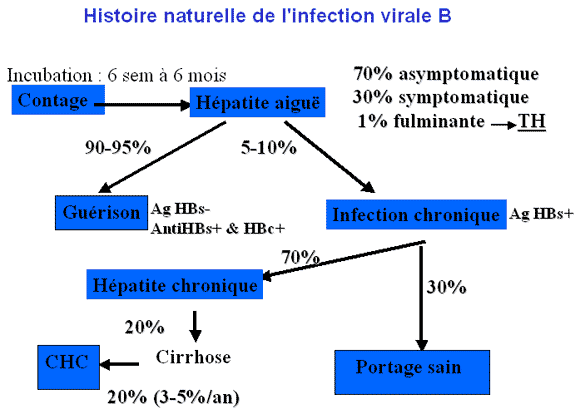 Histoire naturelle de l'infection virale B
Incubation : 6 sem à 6 mois
Contage
Hépatite aiguë
70% asymptomatique
30% symptomatique
1% fulminante
TH
90-95%
5-10%
Guérison
Ag HBs-
AntiHBs+ & HBc+
Infection chronique
Ag HBs+
70%
30%
Hépatite chronique
20%
CHC
Cirrhose
Portage sain
20% (3-5%/an)